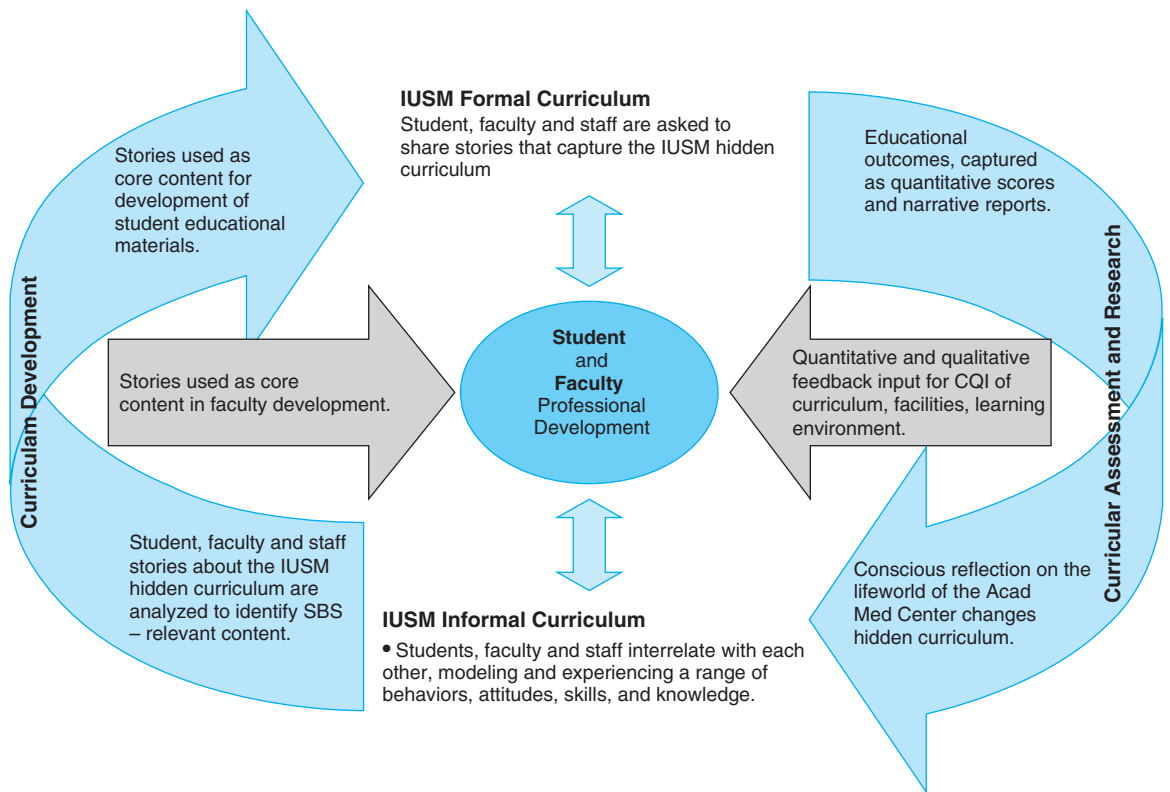 IUSM Formal Curriculum
Student, faculty and staff are asked to
share stories that capture the IUSM hidden
curriculum
Stories used as
core content for
development of
student educational
materials.
Educational
outcomes, captured
as quantitative scores
and narrative reports.
Curriculam Development
Curricular Assessment and Research
Stories used as core
content in faculty development.
Student
and
Faculty
Professional
Development
Quantitative and qualitative
feedback input for CQI of
curriculum, facilities, learning
environment.
Student, faculty and staff
stories about the IUSM
hidden curriculum are
analyzed to identify SBS
– relevant content.
Conscious reflection on the
lifeworld of the Acad
Med Center changes
hidden curriculum.
IUSM Informal Curriculum
• Students, faculty and staff interrelate with each
other, modeling and experiencing a range of
behaviors, attitudes, skills, and knowledge.